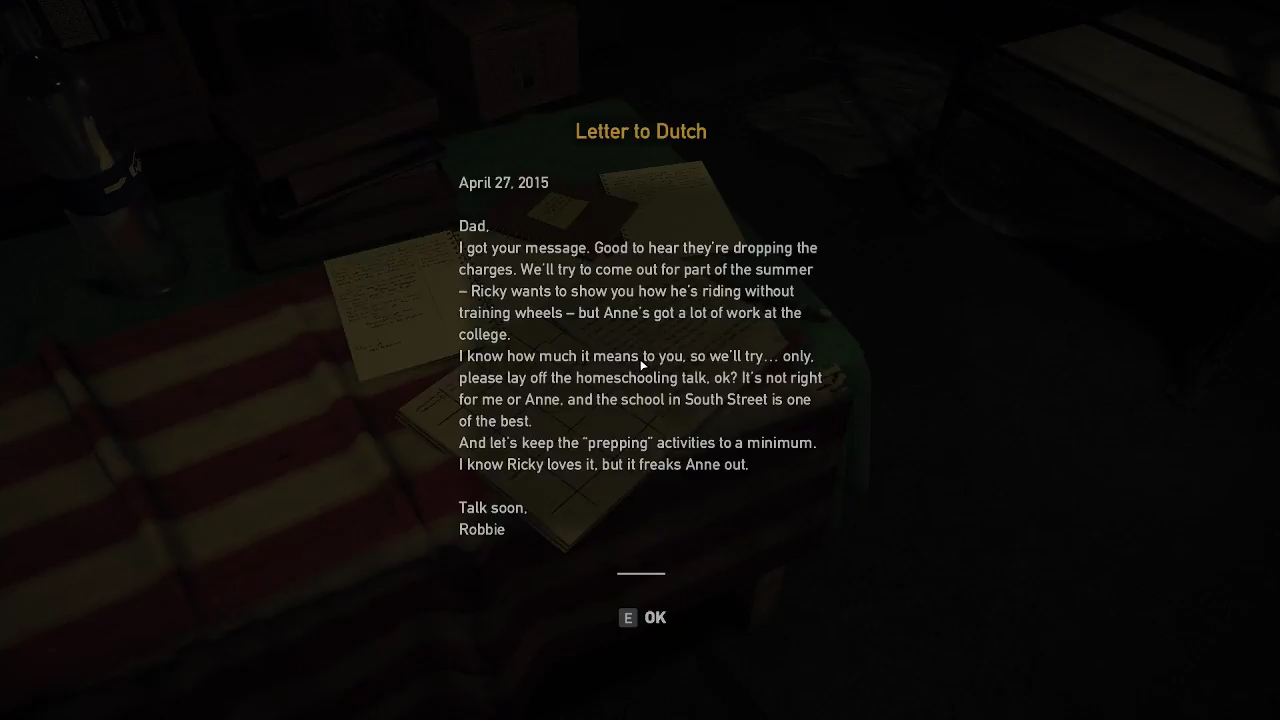 Letter to Dutch
April 27, 2015
Dad,
I got your message. Good to hear they're dropping the
charges. We'll try to come out for part of the summer
– Ricky wants to show you how he's riding without
training wheels – but Anne's got a lot of work at the
college.
I know how much it means to you, so we'll try... only,
please lay off the homeschooling talk, ok? It's not right
for me or Anne, and the school in South Street is one
of the best.
And let's keep the “prepping” activities to a minimum.
I know Ricky loves it, but it freaks Anne out.
Talk soon,
Robbie
E OK